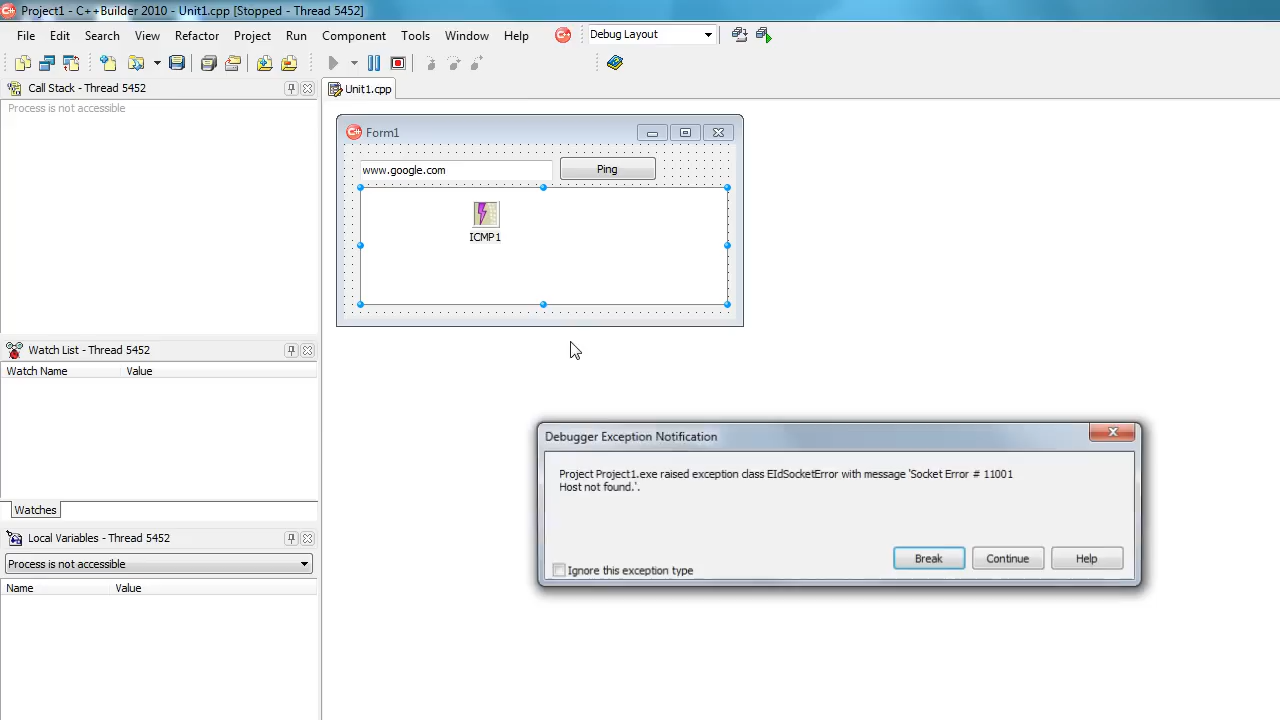 Project1 - C++Builder 2010 - Unit1.cpp [Stopped - Thread 5452]
File Edit Search View Refactor Project Run Component Tools Window Help Debug Layout
Call Stack - Thread 5452
Process is not accessible
Unit1.cpp
Form1
www.google.com Ping
ICMP1
Watch List - Thread 5452
Watch Name Value
Watches
Local Variables - Thread 5452
Process is not accessible
Name Value
Debugger Exception Notification
Project Project1.exe raised exception class EIdSocketError with message 'Socket Error # 11001
Host not found.'.
Break Continue Help
Ignore this exception type